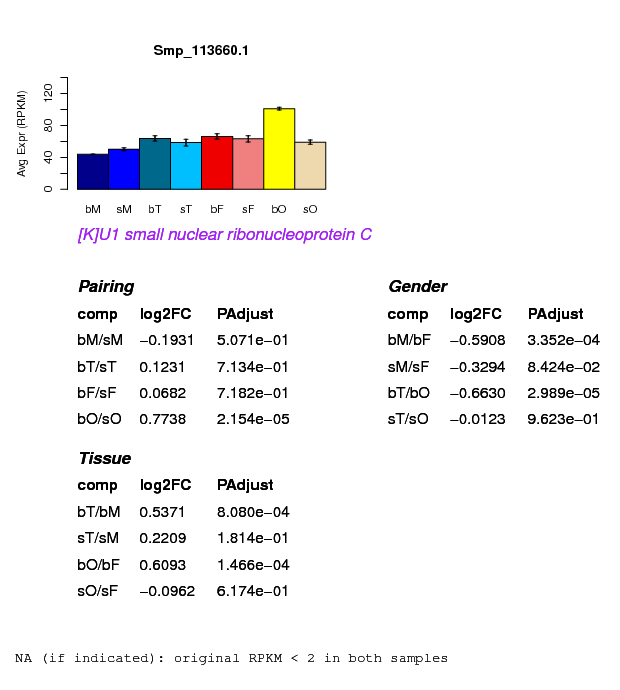 Smp_113660.1
Avg Expr (RPKM)
0 40 80 120
bM sM bT sT bF sF bO sO
[K]U1 small nuclear ribonucleoprotein C
Pairing
comp log2FC PAdjust
bM/sM −0.1931 5.071e−01
bT/sT 0.1231 7.134e−01
bF/sF 0.0682 7.182e−01
bO/sO 0.7738 2.154e−05
Gender
comp log2FC PAdjust
bM/bF −0.5908 3.352e−04
sM/sF −0.3294 8.424e−02
bT/bO −0.6630 2.989e−05
sT/sO −0.0123 9.623e−01
Tissue
comp log2FC PAdjust
bT/bM 0.5371 8.080e−04
sT/sM 0.2209 1.814e−01
bO/bF 0.6093 1.466e−04
sO/sF −0.0962 6.174e−01
NA (if indicated): original RPKM < 2 in both samples